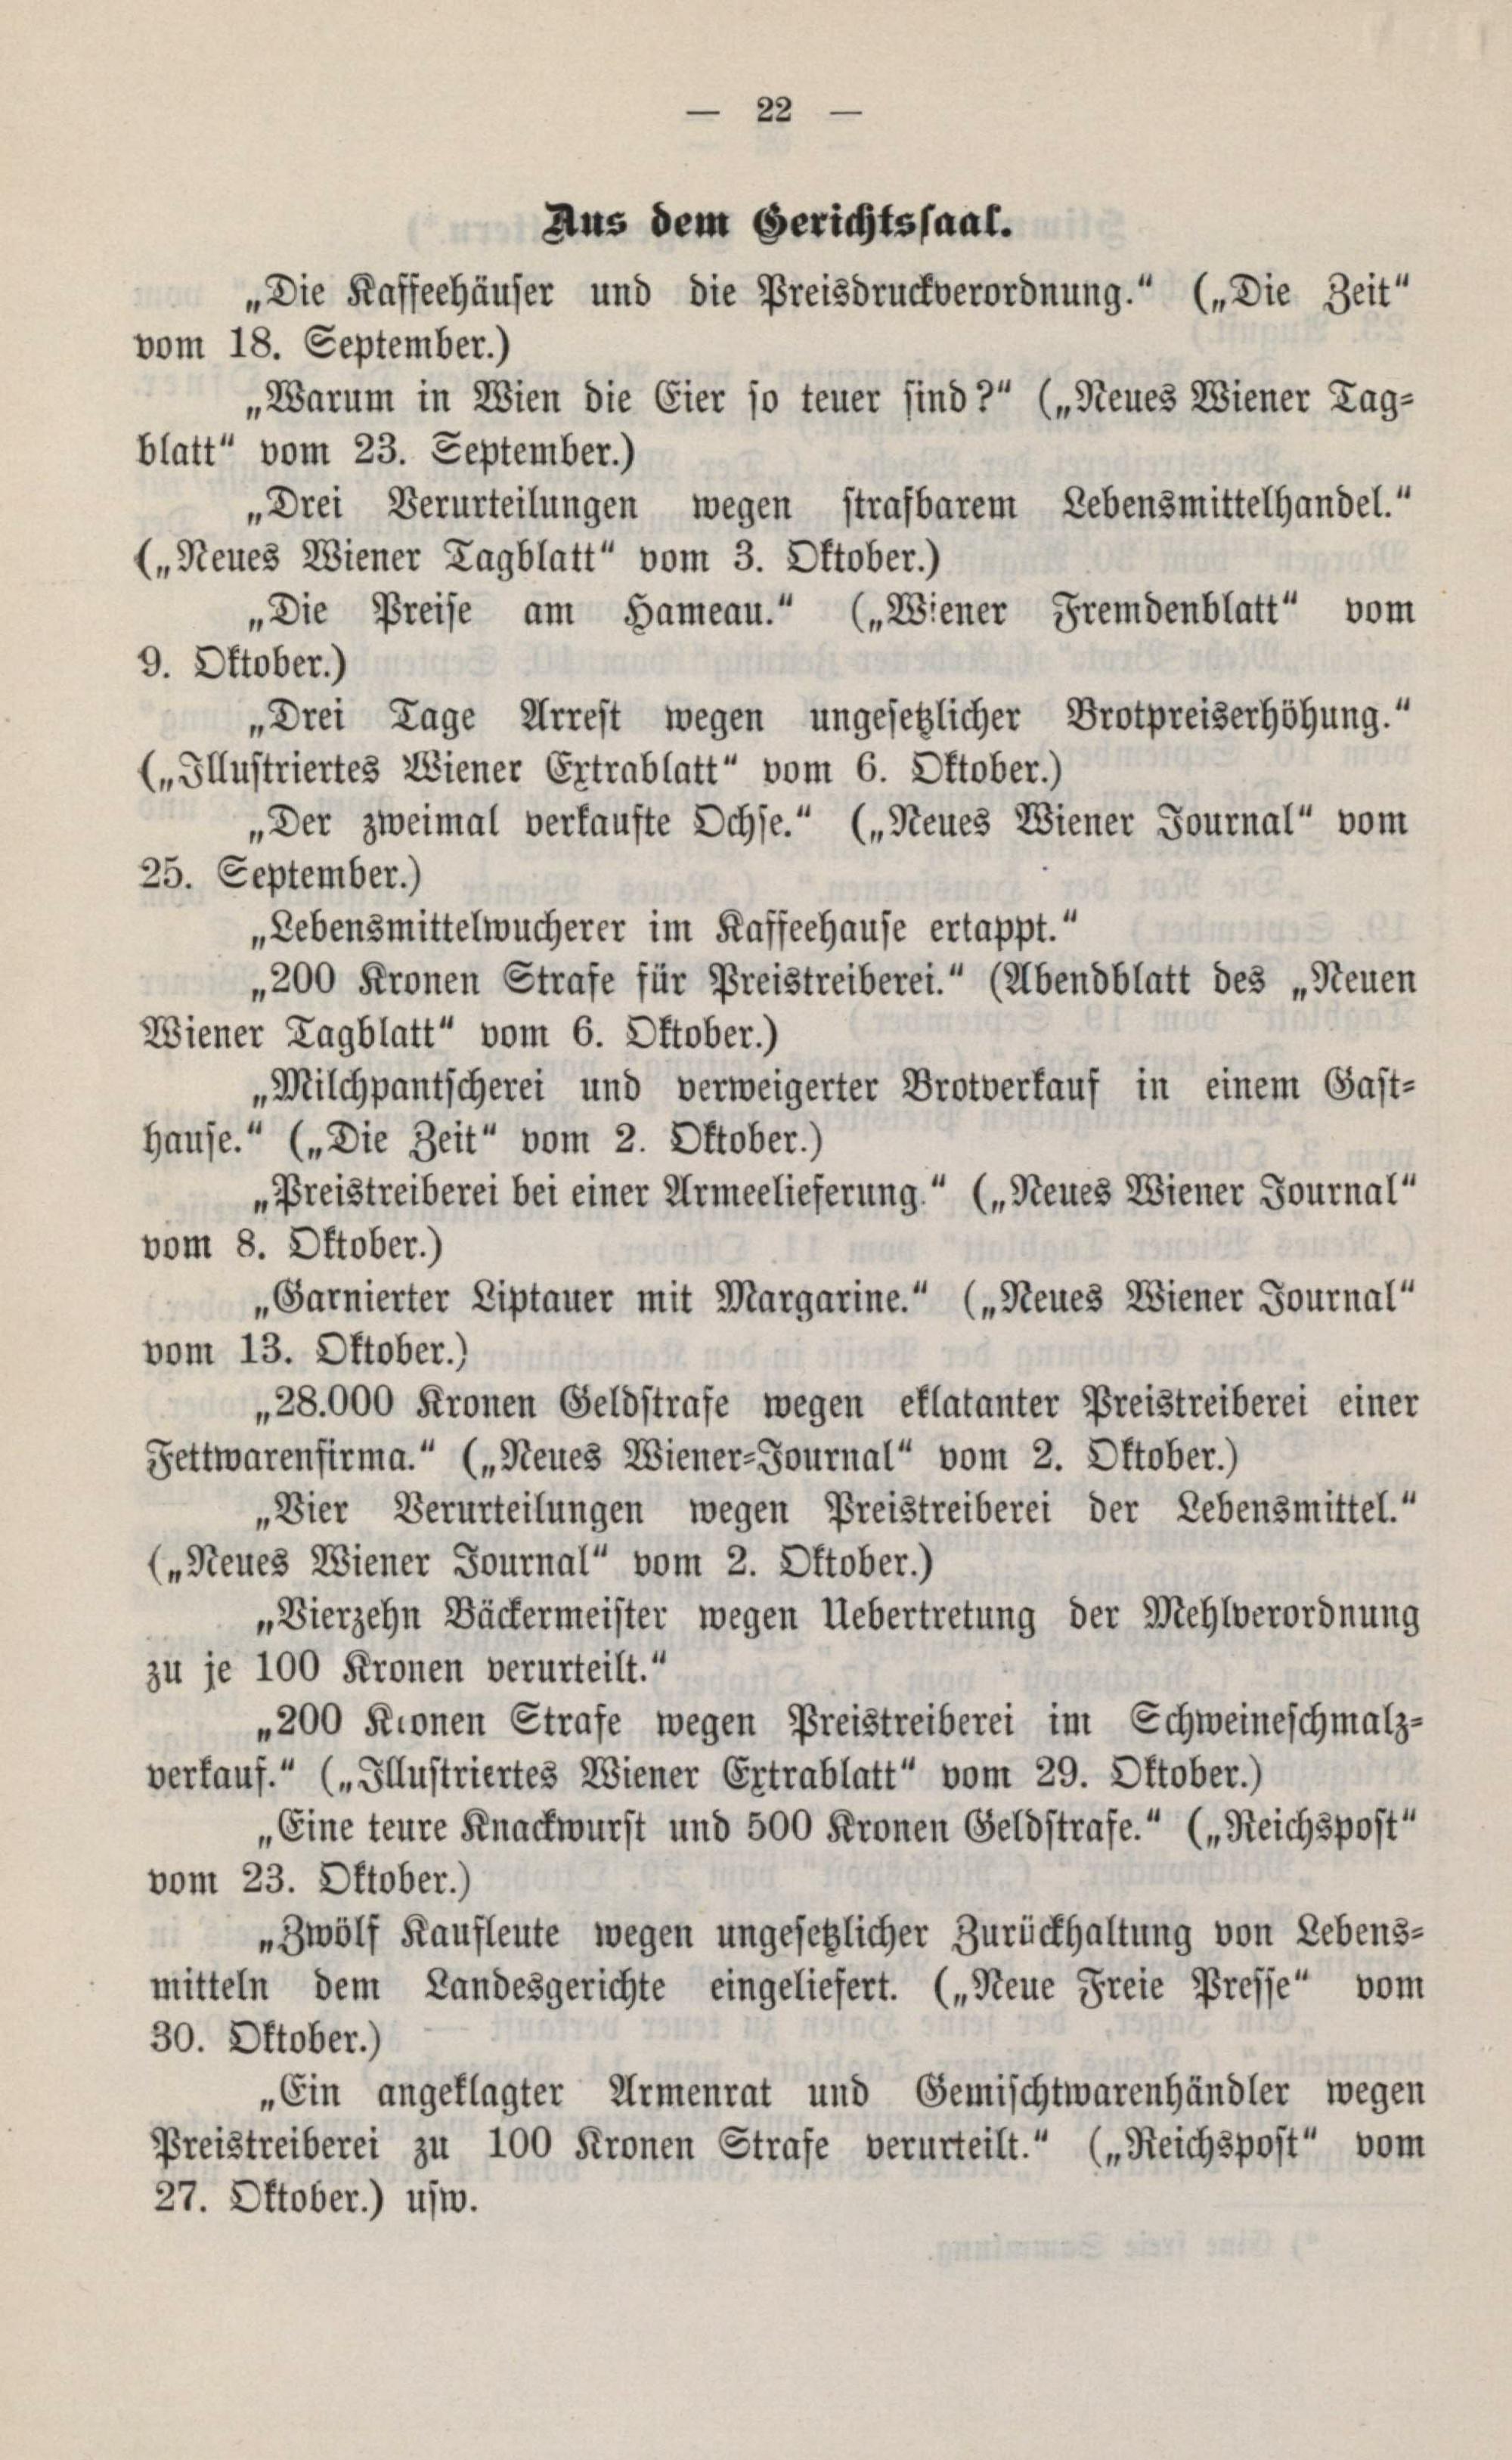 — 22 —
Aus dem Gerichtssaal.
„Die Kaffeehäuser und die Preisdruckverordnung.“ („Die Zeit“
vom 18. September.)
„Warum in Wien die Eier so teuer sind?“ („Neues Wiener Tag-
blatt“ vom 23. September.)
„Drei Verurteilungen wegen strafbarem Lebensmittelhandel.“
(„Neues Wiener Tagblatt“ vom 3. Oktober.)
„Die Preise am Hameau.“ („Wiener Fremdenblatt“ vom
9. Oktober.)
„Drei Tage Arrest wegen ungesetzlicher Brotpreiserhöhung.“
(„Illustriertes Wiener Extrablatt“ vom 6. Oktober.)
„Der zweimal verkaufte Ochse.“ („Neues Wiener Journal“ vom
25. September.)
„Lebensmittelwucherer im Kaffeehause ertappt.“
„200 Kronen Strafe für Preistreiberei.“ (Abendblatt des „Neuen
Wiener Tagblatt“ vom 6. Oktober.)
„Milchpantscherei und verweigerter Brotverkauf in einem Gast-
hause.“ („Die Zeit“ vom 2. Oktober.)
„Preistreiberei bei einer Armeelieferung.“ („Neues Wiener Journal“
vom 8. Oktober.)
„Garnierter Liptauer mit Margarine.“ („Neues Wiener Journal“
vom 13. Oktober.)
„28.000 Kronen Geldstrafe wegen eklatanter Preistreiberei einer
Fettwarenfirma.“ („Neues Wiener-Journal“ vom 2. Oktober.)
„Vier Verurteilungen wegen Preistreiberei der Lebensmittel.“
(„Neues Wiener Journal“ vom 2. Oktober.)
„Vierzehn Bäckermeister wegen Uebertretung der Mehlverordnung
zu je 100 Kronen verurteilt.“
„200 Kronen Strafe wegen Preistreiberei im Schweineschmalz-
verkauf.“ („Illustriertes Wiener Extrablatt“ vom 29. Oktober.)
„Eine teure Knackwurst und 500 Kronen Geldstrafe.“ („Reichspost“
vom 23. Oktober.)
„Zwölf Kaufleute wegen ungesetzlicher Zurückhaltung von Lebens-
mitteln dem Landesgerichte eingeliefert. („Neue Freie Presse“ vom
30. Oktober.)
„Ein angeklagter Armenrat und Gemischtwarenhändler wegen
Preistreiberei zu 100 Kronen Strafe verurteilt.“ („Reichspost“ vom
27. Oktober.) usw.